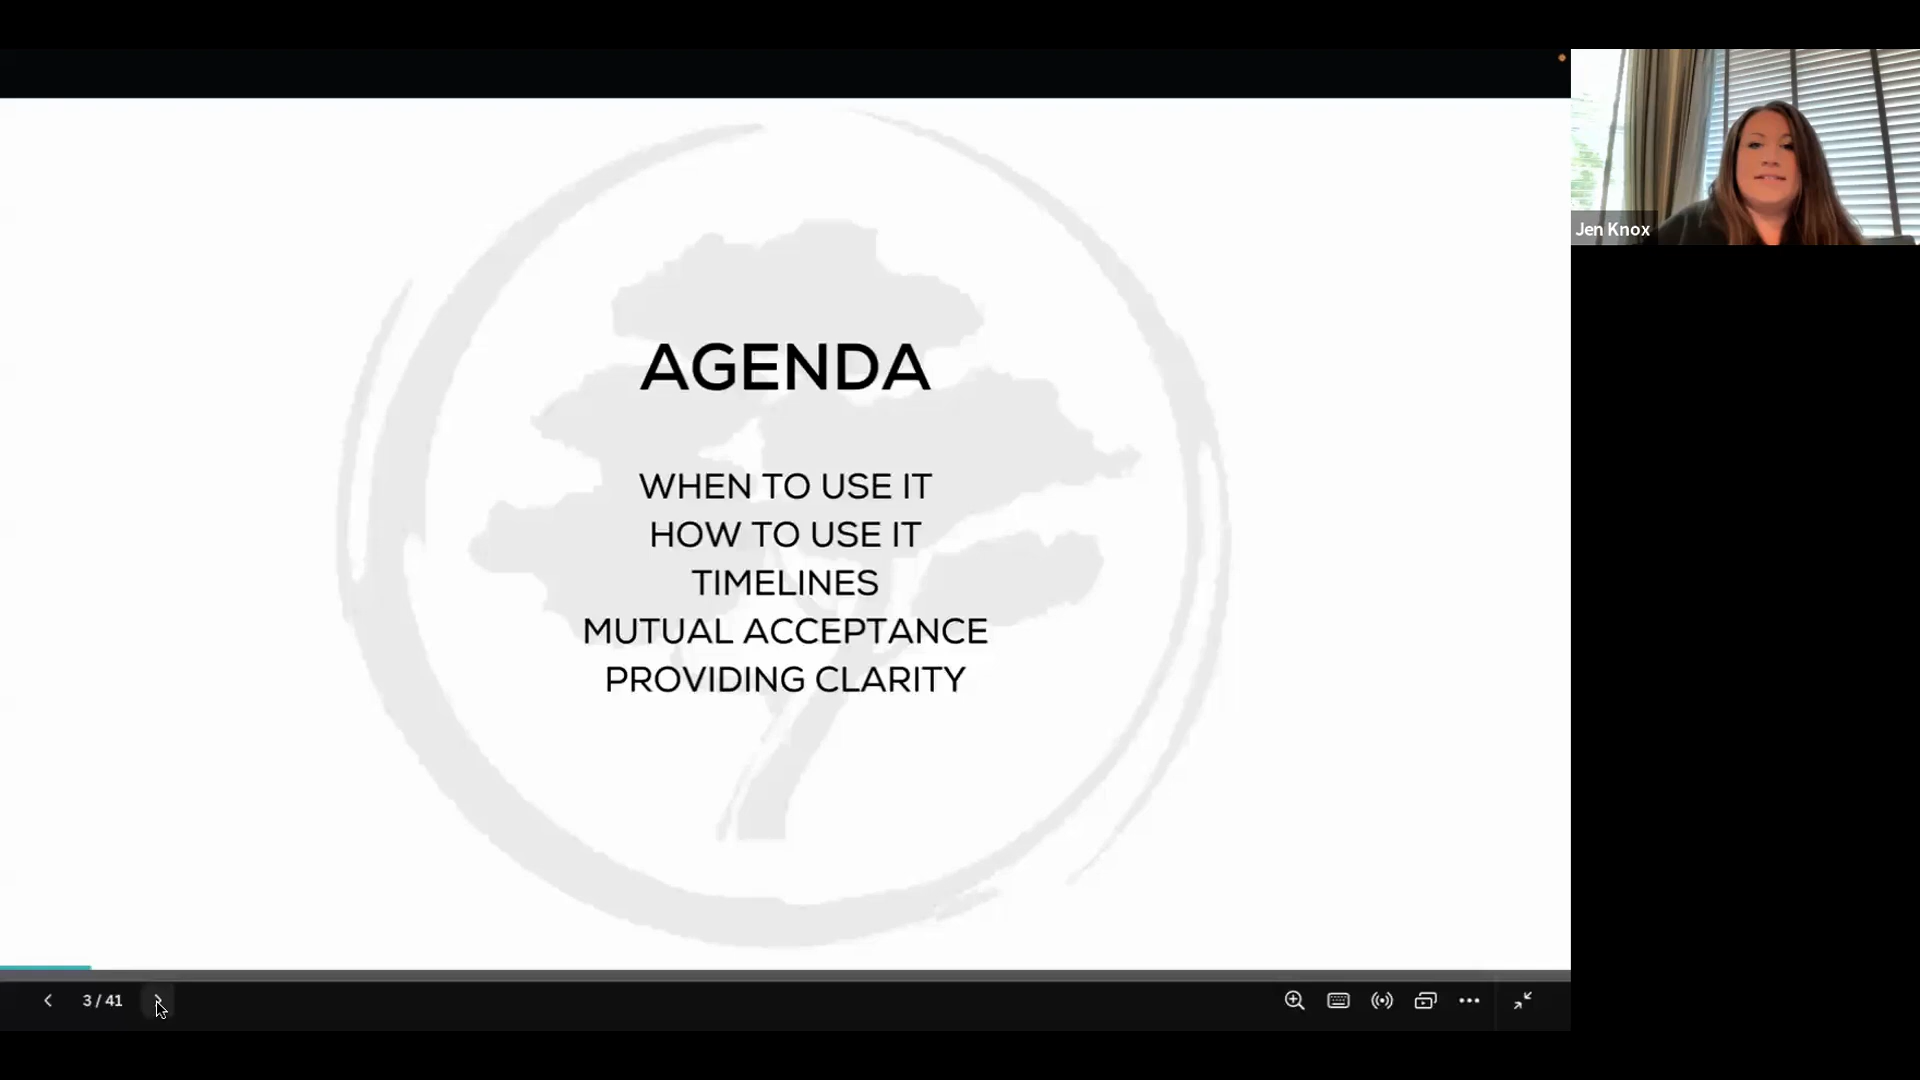 AGENDA
WHEN TO USE IT
HOW TO USE IT
TIMELINES
MUTUAL ACCEPTANCE
PROVIDING CLARITY
Jen Knox
3 / 41